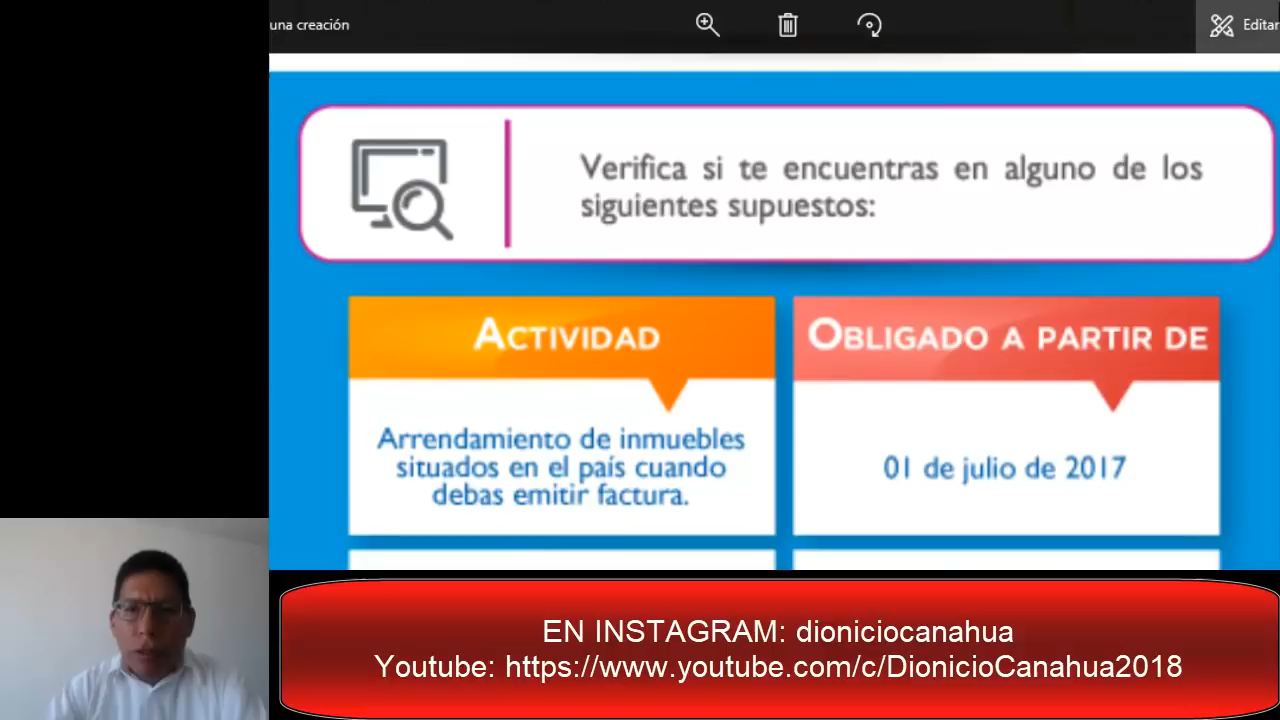 una creación
Editar
Verifica si te encuentras en alguno de los
siguientes supuestos:
ACTIVIDAD
OBLIGADO A PARTIR DE
Arrendamiento de inmuebles
situados en el país cuando
debas emitir factura.
01 de julio de 2017
EN INSTAGRAM: dioniciocanahua
Youtube: https://www.youtube.com/c/DionicioCanahua2018